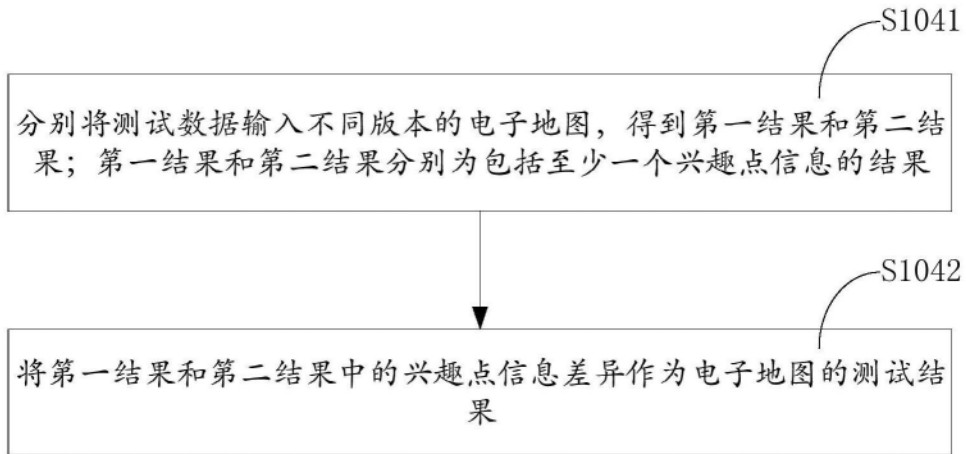 S1041
分别将测试数据输入不同版本的电子地图，得到第一结果和第二结
果；第一结果和第二结果分别为包括至少一个兴趣点信息的结果
S1042
将第一结果和第二结果中的兴趣点信息差异作为电子地图的测试结
果